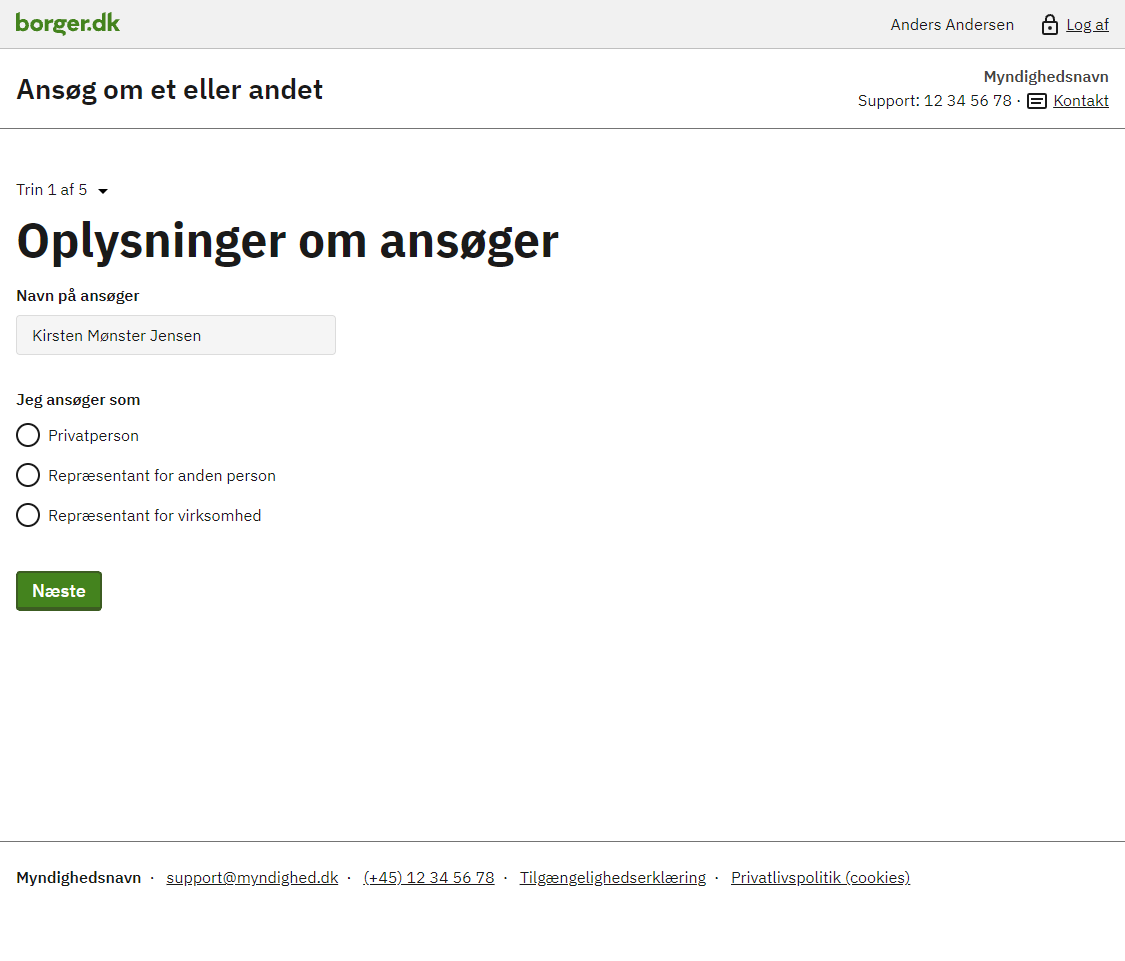 borger.dk
Anders Andersen Log af
Ansøg om et eller andet
Myndighedsnavn
Support: 12 34 56 78 · Kontakt
Trin 1 af 5
Oplysninger om ansøger
Navn på ansøger
Kirsten Mønster Jensen
Jeg ansøger som
Privatperson
Repræsentant for anden person
Repræsentant for virksomhed
Næste
Myndighedsnavn · support@myndighed.dk · (+45) 12 34 56 78 · Tilgængelighedserklæring · Privatlivspolitik (cookies)